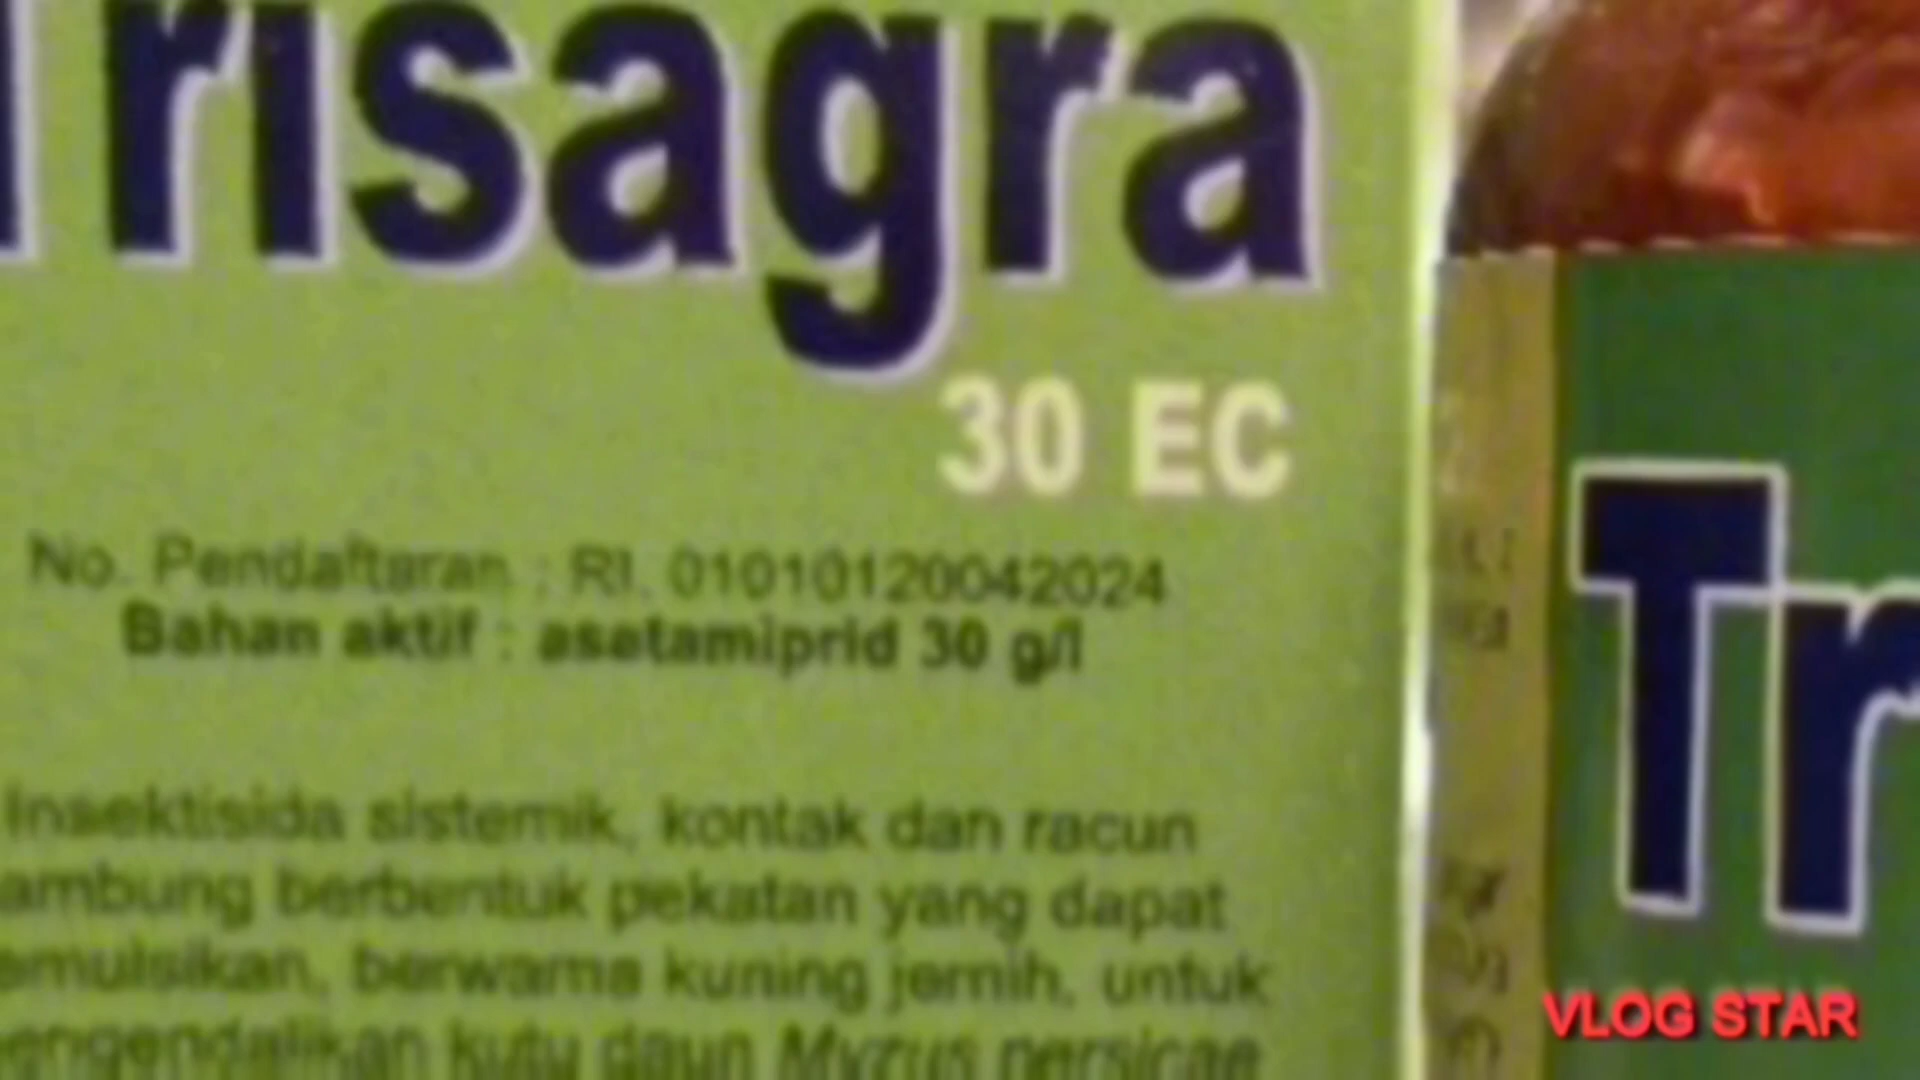 Trisagra
30 EC
No. Pendaftaran : RI. 01010120042024
Bahan aktif : asetamiprid 30 g/l
Insektisida sistemik, kontak dan racun
ambung berbentuk pekatan yang dapat
emulsikan, berwarna kuning jernih, untuk
engendalikan kutu daun Myzus persicae
Tr
VLOG STAR